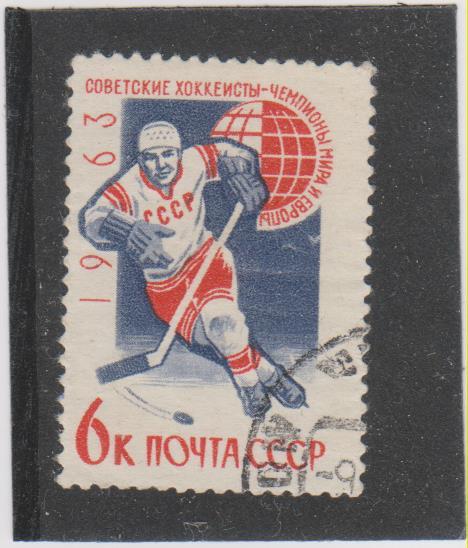 СОВЕТСКИЕ ХОККЕИСТЫ-ЧЕМПИОНЫ МИРА И ЕВРОПЫ
1963
СССР
6К ПОЧТА СССР